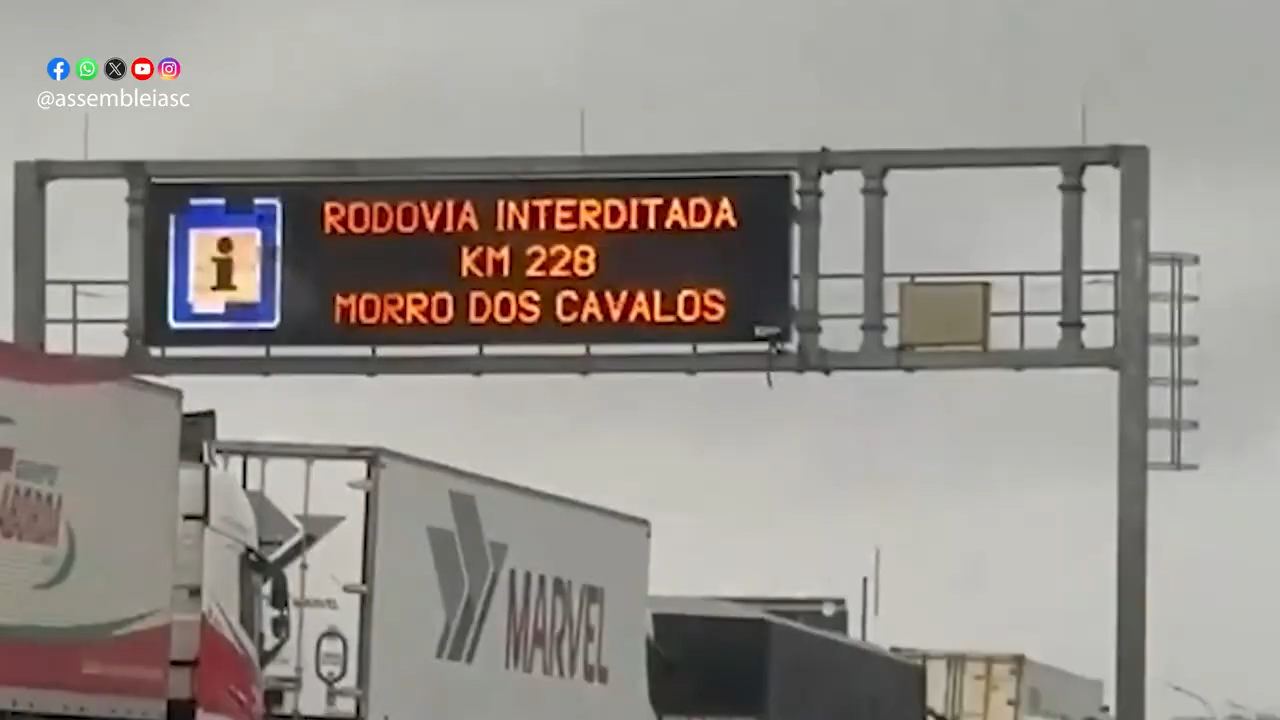 @assembleiasc
RODOVIA INTERDITADA
KM 228
MORRO DOS CAVALOS
MARVEL